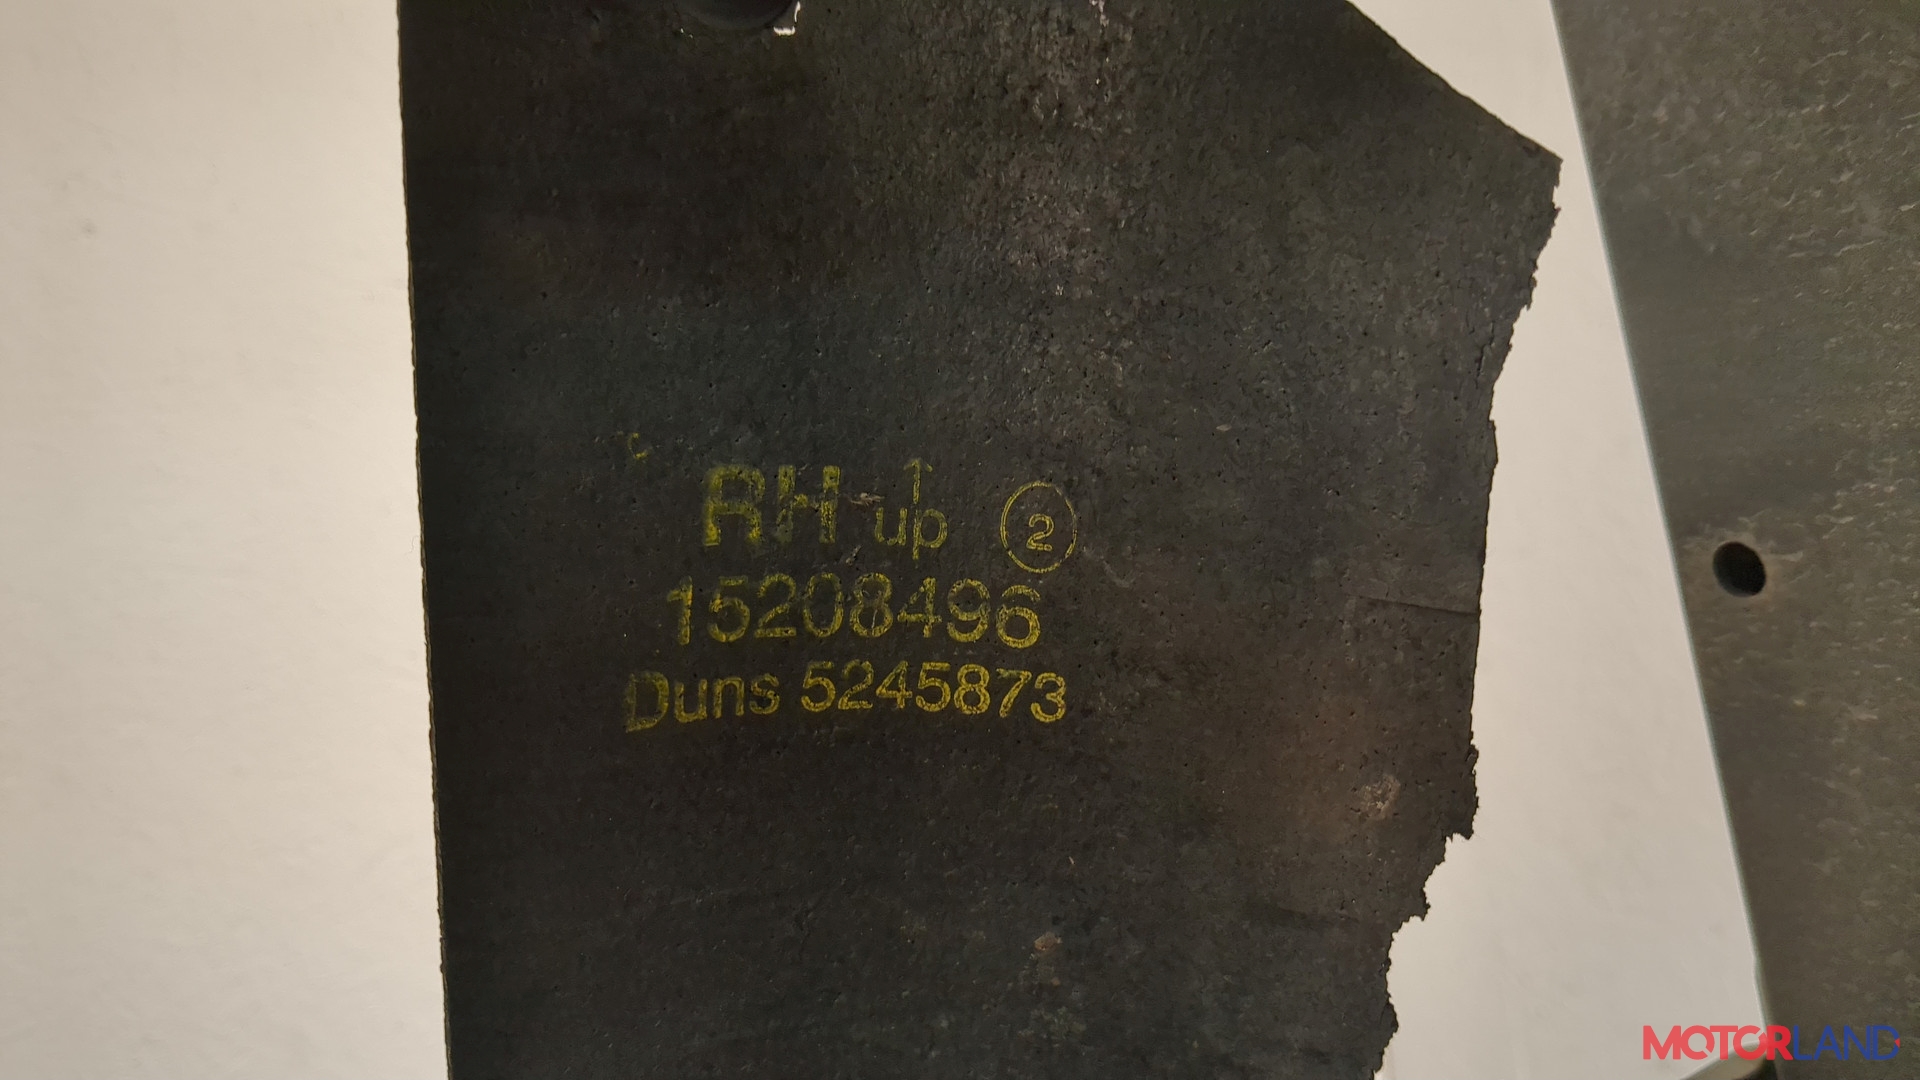 RH up ↑ 2
15208496
Duns 5245873
MOTORLAND